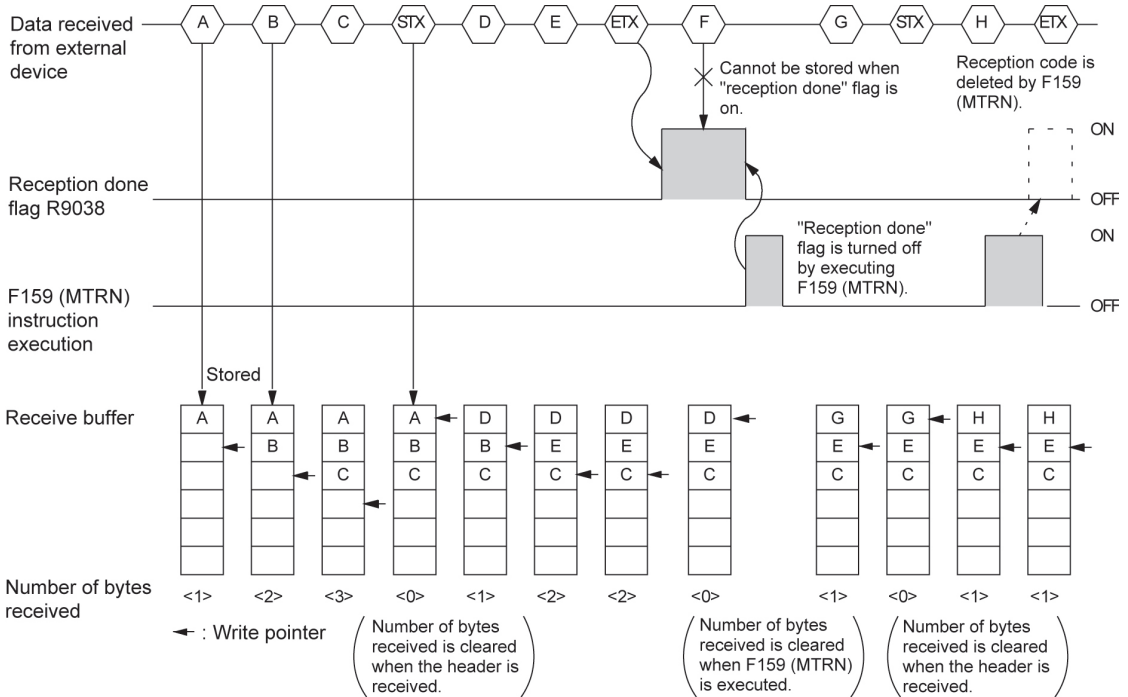 Data received
from external
device
A B C STX D E ETX F G STX H ETX
Cannot be stored when
"reception done" flag is
on.
Reception code is
deleted by F159
(MTRN).
ON
Reception done
flag R9038
OFF
ON
"Reception done"
flag is turned off
by executing
F159 (MTRN).
F159 (MTRN)
instruction
execution
OFF
Stored
Receive buffer
A A A A D D D D G G H H
B B B B E E E E E E E
C C C C C C C C C C
Number of bytes
received
<1> <2> <3> <0> <1> <2> <2> <0> <1> <0> <1> <1>
: Write pointer
Number of bytes
received is cleared
when the header is
received.
Number of bytes
received is cleared
when F159 (MTRN)
is executed.
Number of bytes
received is cleared
when the header is
received.